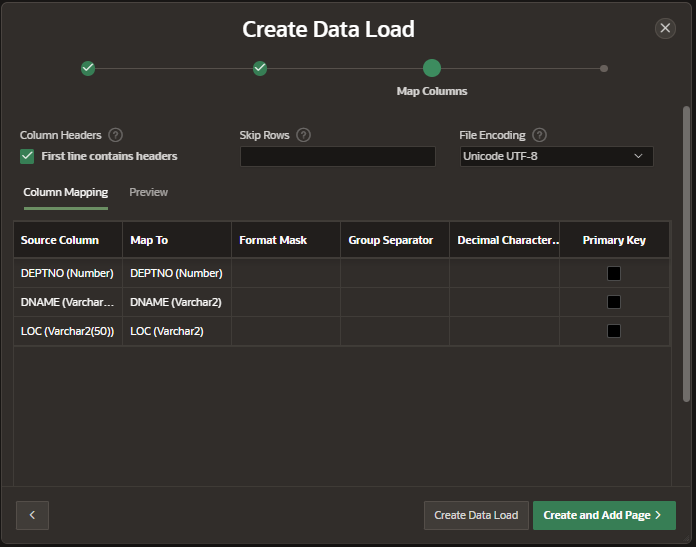 Create Data Load
Map Columns
Column Headers
Skip Rows
File Encoding
First line contains headers
Unicode UTF-8
Column Mapping
Preview
Source Column Map To Format Mask Group Separator Decimal Character... Primary Key
DEPTNO (Number) DEPTNO (Number)
DNAME (Varchar... DNAME (Varchar2)
LOC (Varchar2(50)) LOC (Varchar2)
Create Data Load
Create and Add Page